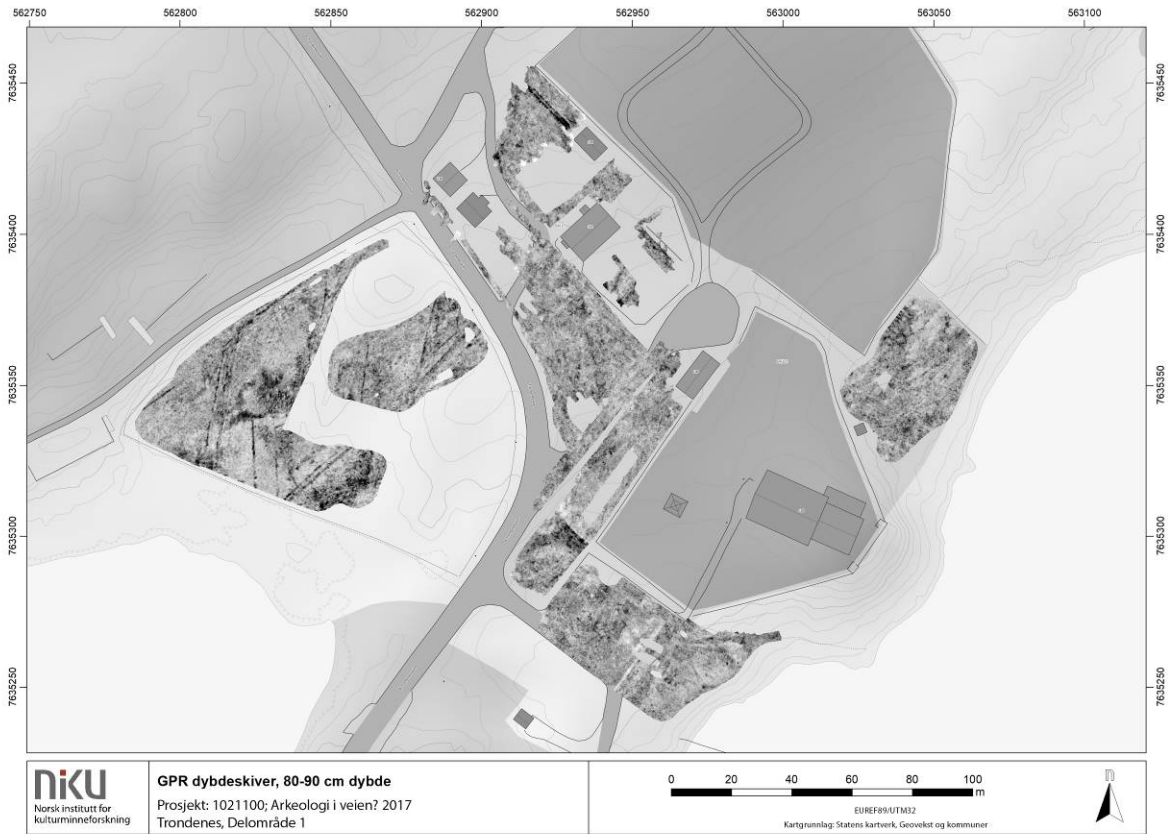 562750 562800 562850 562900 562950 563000 563050 563100
7635450 7635450
7635400 7635400
7635350 7635350
7635300 7635300
7635250 7635250
niku
Norsk institutt for
kulturminneforskning
GPR dybdeskiver, 80-90 cm dybde
Prosjekt: 1021100; Arkeologi i veien? 2017
Trondenes, Delområde 1
0 20 40 60 80 100
m
EUREF89/UTM32
Kartgrunnlag: Statens kartverk, Geovekst og kommuner
n